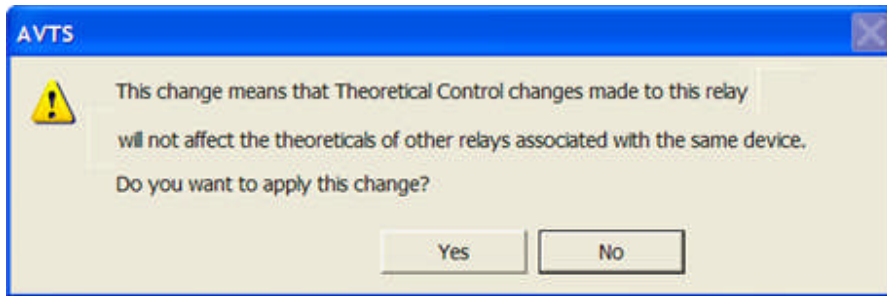 AVTS
This change means that Theoretical Control changes made to this relay
will not affect the theoreticals of other relays associated with the same device.
Do you want to apply this change?
Yes No